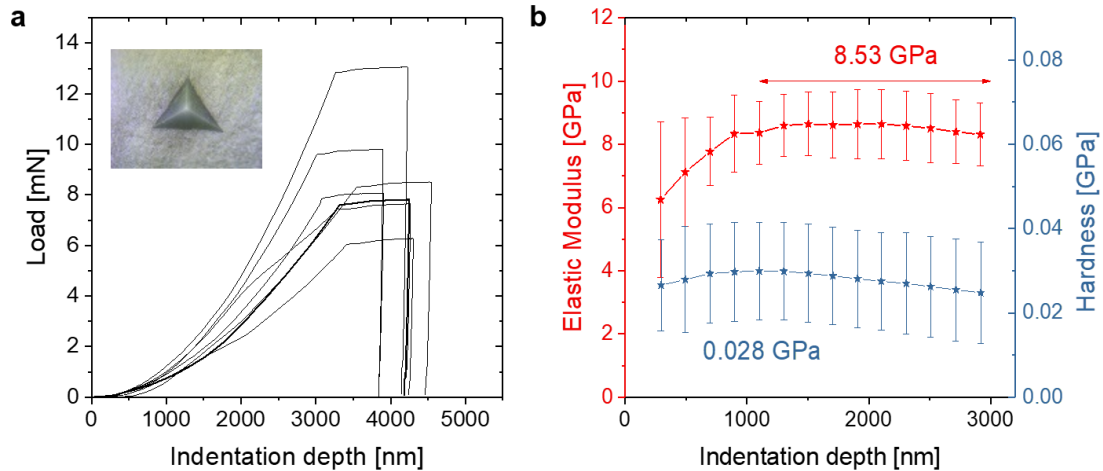 a
Load [mN]
14
12
10
8
6
4
2
0
0 1000 2000 3000 4000 5000
Indentation depth [nm]
b
Elastic Modulus [GPa]
12
10
8
6
4
2
0
8.53 GPa
0.028 GPa
0 1000 2000 3000
Indentation depth [nm]
0.08
0.06
0.04
0.02
0.00
Hardness [GPa]